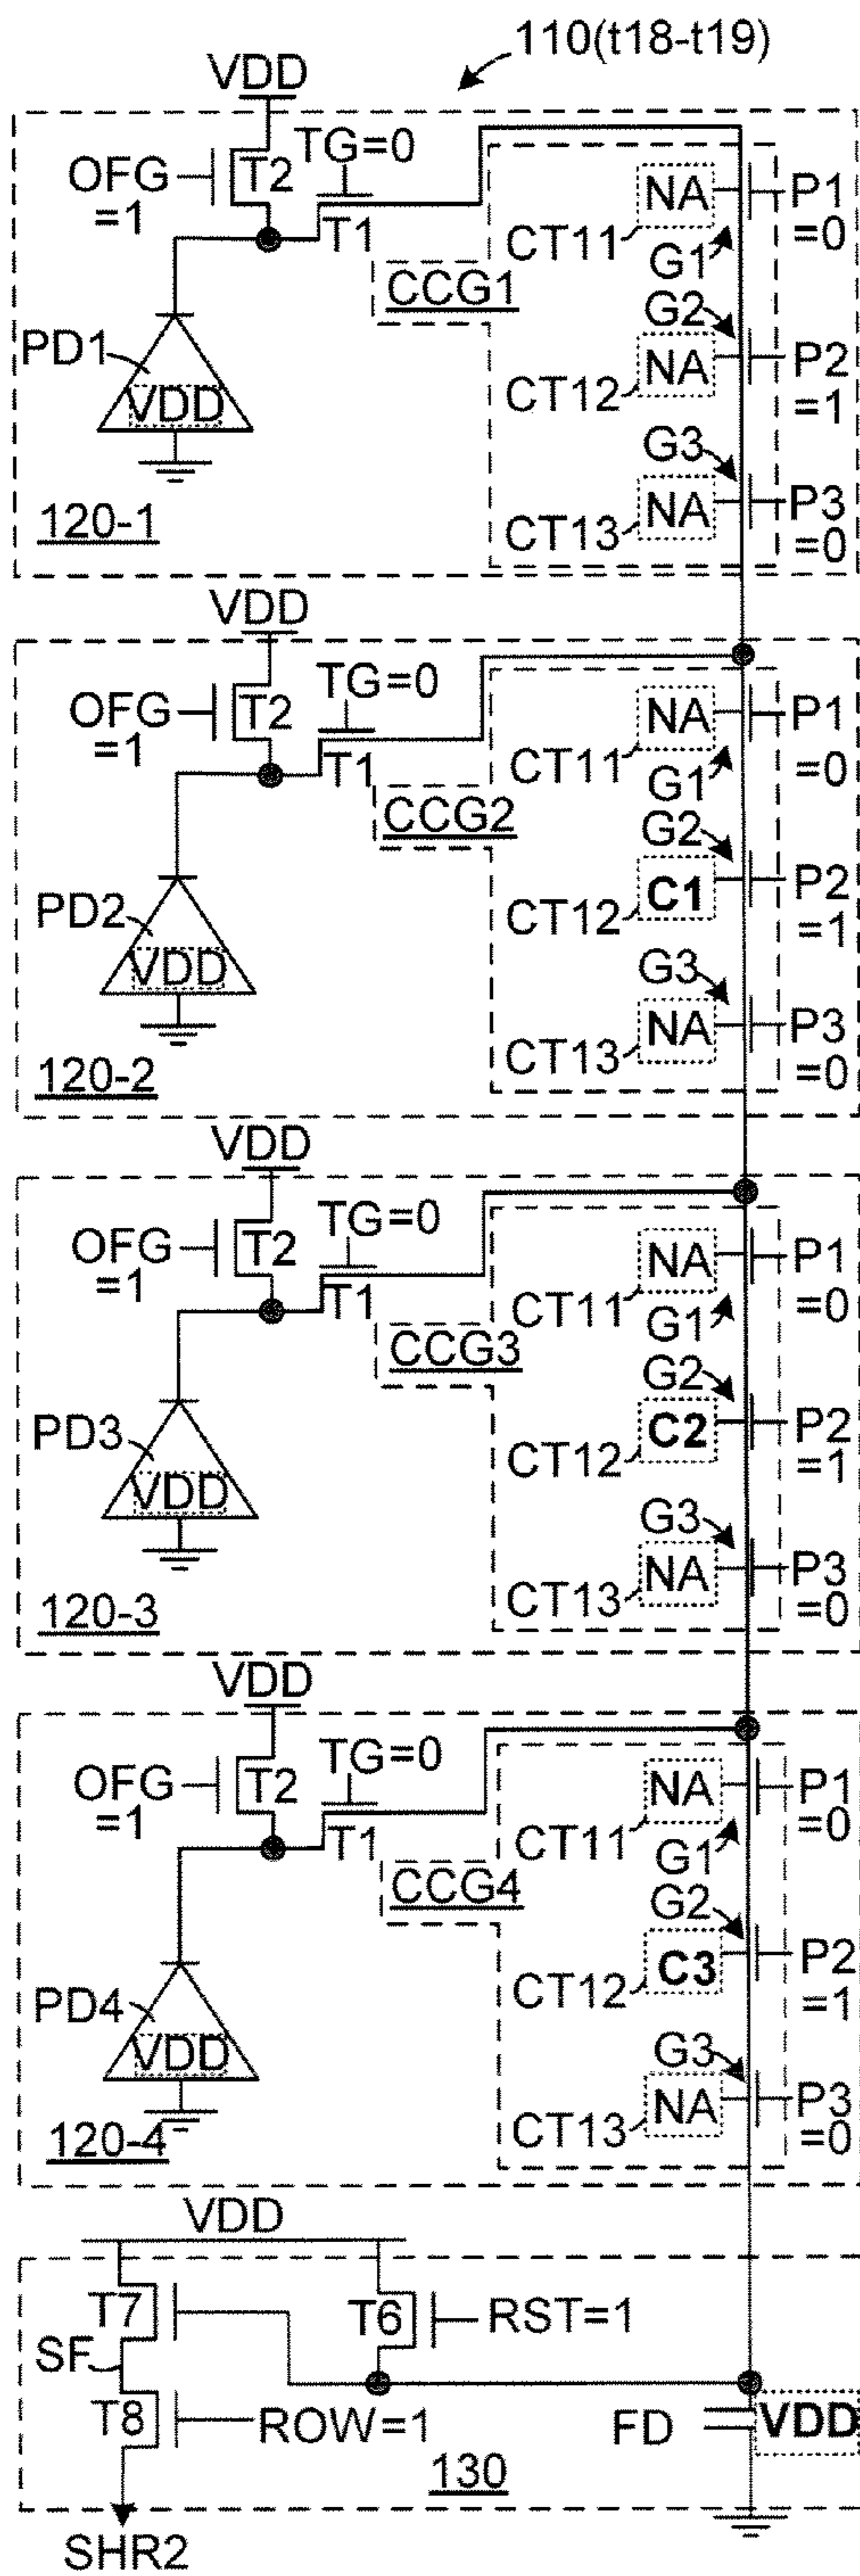 110(t18-t19)
VDD
OFG
=1
T2
TG=0
T1
CCG1
NA
CT11
G1
P1
=0
G2
NA
CT12
P2
=1
G3
NA
CT13
P3
=0
PD1
VDD
120-1
VDD
OFG
=1
T2
TG=0
T1
CCG2
NA
CT11
G1
P1
=0
G2
C1
CT12
P2
=1
G3
NA
CT13
P3
=0
PD2
VDD
120-2
VDD
OFG
=1
T2
TG=0
T1
CCG3
NA
CT11
G1
P1
=0
G2
C2
CT12
P2
=1
G3
NA
CT13
P3
=0
PD3
VDD
120-3
VDD
OFG
=1
T2
TG=0
T1
CCG4
NA
CT11
G1
P1
=0
G2
C3
CT12
P2
=1
G3
NA
CT13
P3
=0
PD4
VDD
120-4
VDD
T7
T6
RST=1
SF
T8
ROW=1
FD
VDD
130
SHR2